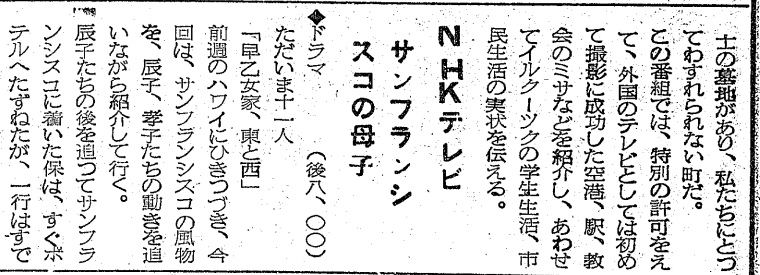 士の墓地があり、私たちにとつ
てわすれられない町だ。
この番組では、特別の許可をえ
て、外国のテレビとしては初め
て撮影に成功した空港、駅、教
会のミサなどを紹介し、あわせ
てイルクーツクの学生生活、市
民生活の実状を伝える。
NHKテレビ
サンフランシ
スコの母子
◆ドラマ　（後八、〇〇）
ただいま十一人
「早乙女家、東と西」
前週のハワイにひきつづき、今
回は、サンフランシスコの風物
を、辰子、孝子たちの動きを追
いながら紹介して行く。
辰子たちの後を追つてサンフラ
ンシスコに着いた保は、すぐホ
テルへたずねたが、一行はすで